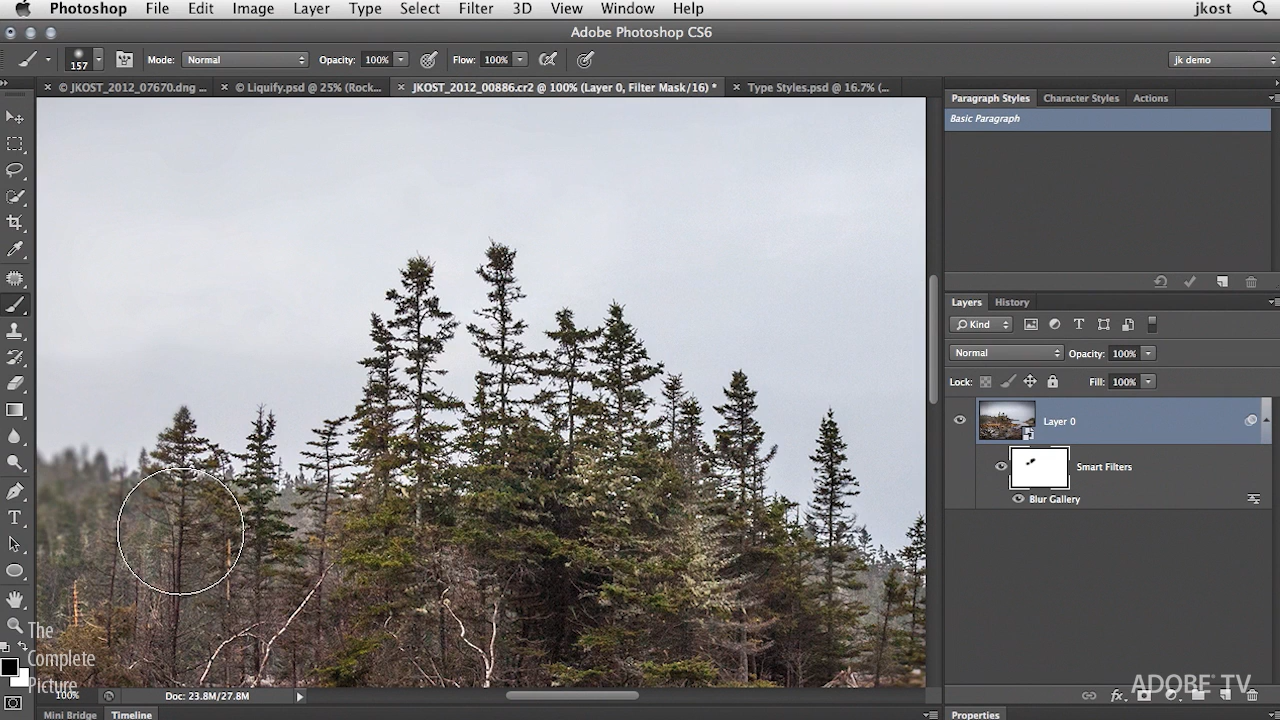 Photoshop File Edit Image Layer Type Select Filter 3D View Window Help jkost
Adobe Photoshop CS6
157 Mode: Normal Opacity: 100% Flow: 100% jk demo
© JKOST_2012_07670.dng ... © Liquify.psd @ 25% (Rock... JKOST_2012_00886.cr2 @ 100% (Layer 0, Filter Mask/16) * Type Styles.psd @ 16.7% (...
Paragraph Styles Character Styles Actions
Basic Paragraph
Layers History
Kind
Normal Opacity: 100%
Lock: Fill: 100%
Layer 0
Smart Filters
Blur Gallery
The
Complete
Picture
ADOBE® TV
100% Doc: 23.8M/27.8M
Mini Bridge Timeline Properties